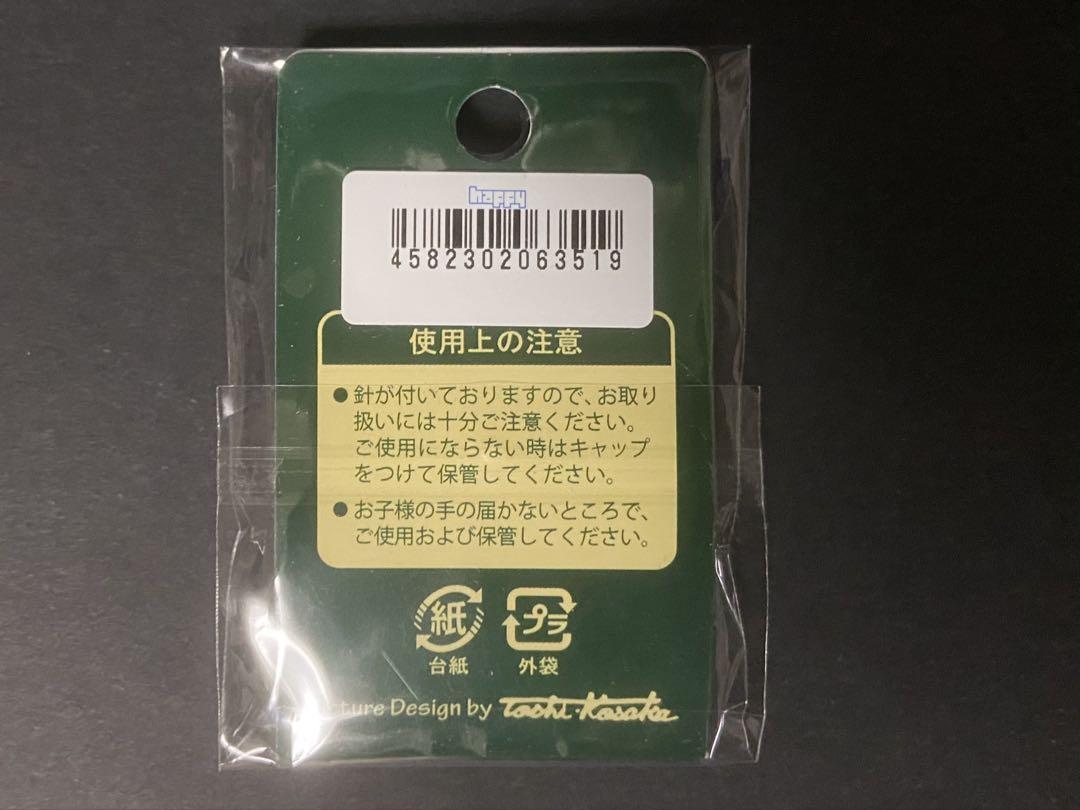 happy
4582302063519
使用上の注意
●針が付いておりますので、お取り
扱いには十分ご注意ください。
ご使用にならない時はキャップ
をつけて保管してください。
●お子様の手の届かないところで、
ご使用および保管してください。
紙 プラ
台紙 外袋
Design by Tachi・Kosaka